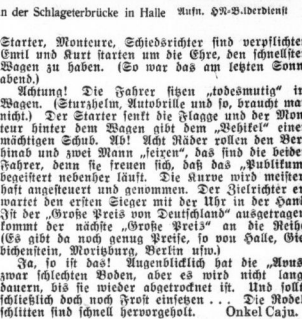 n der Schlageterbrücke in Halle Aufn. HN-Bilderdienst
Starter, Monteure, Schiedsrichter sind verpflichtet
Emil und Kurt starten um die Ehre, den schnellsten
Wagen zu haben. (So war das am letzten Sonn
abend.)
Achtung! Die Fahrer sitzen „todesmutig" im
Wagen. (Sturzhelm, Autobrille und so, braucht man
nicht.) Der Starter senkt die Flagge und der Mon
teur hinter dem Wagen gibt dem „Vehikel" einen
mächtigen Schub. Ab! Acht Räder rollen den Ber
hinab und zwei Mann „feixen", das sind die beiden
Fahrer, denn sie freuen sich, daß das „Publikum
begeistert nebenher läuft. Die Kurve wird meister
haft angesteuert und genommen. Der Zielrichter er
wartet den ersten Sieger mit der Uhr in der Hand
Ist der „Große Preis von Deutschland" ausgetragen
kommt der nächste „Große Preis" an die Reihe
(Es gibt da noch genug Preise, so von Halle, Gie
bichenstein, Moritzburg, Berlin usw.)
Ja, so ist das! Augenblicklich hat die „Avus
zwar schlechten Boden, aber es wird nicht lang
dauern, bis sie wieder abgetrocknet ist. Und sollt
schließlich doch noch Frost einsetzen ... Die Rodel
schlitten sind schnell hervorgeholt. Onkel Caju.